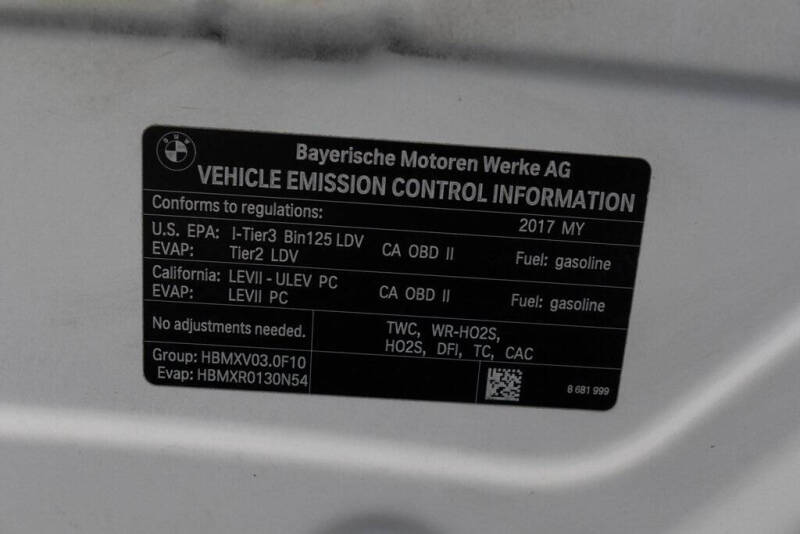 BMW
Bayerische Motoren Werke AG
VEHICLE EMISSION CONTROL INFORMATION
Conforms to regulations: 2017 MY
U.S. EPA: I-Tier3 Bin125 LDV CA OBD II Fuel: gasoline
EVAP: Tier2 LDV
California: LEVII - ULEV PC CA OBD II Fuel: gasoline
EVAP: LEVII PC
No adjustments needed.
TWC, WR-HO2S,
HO2S, DFI, TC, CAC
Group: HBMXV03.0F10
Evap: HBMXR0130N54
8 681 999